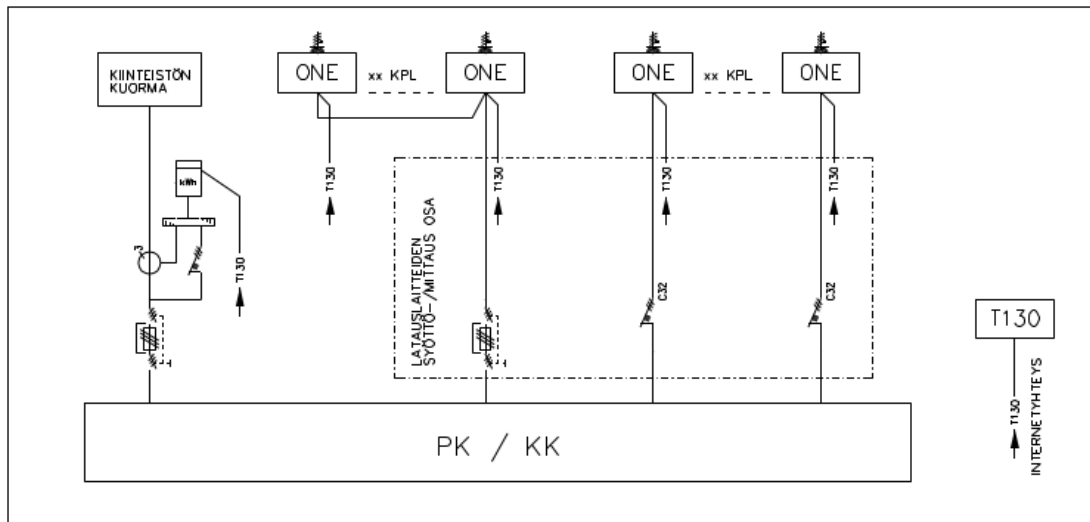 KIINTEISTÖN
KUORMA
ONE
xx KPL
ONE
ONE
xx KPL
ONE
kWh
3
T130
T130
T130
T130
T130
LATAUSLAITTEIDEN
SYÖTTÖ-/MITTAUS OSA
C32
C32
PK / KK
T130
T130
INTERNETYHTEYS